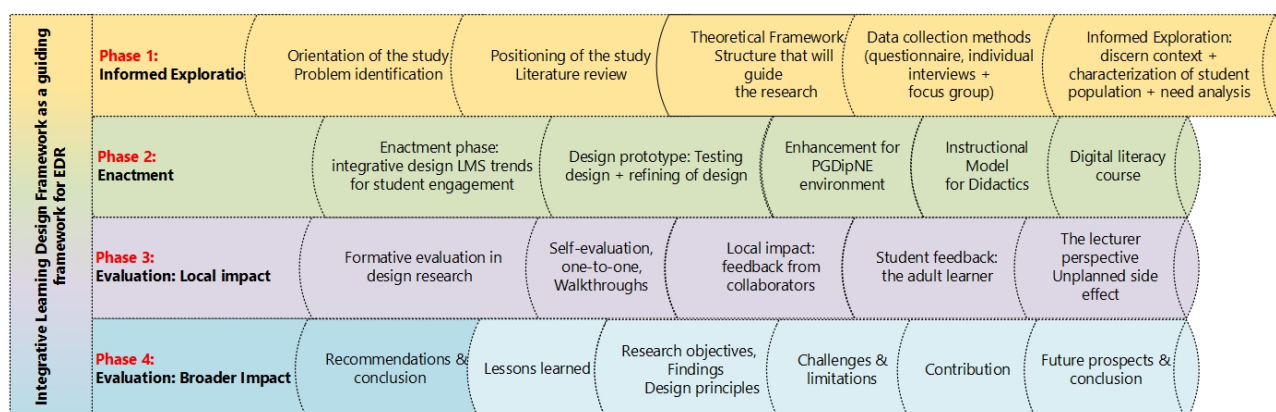 Integrative Learning Design Framework as a guiding
framework for EDR
Phase 1:
Informed Exploratio
Orientation of the study
Problem identification
Positioning of the study
Literature review
Theoretical Framework:
Structure that will
guide
the research
Data collection methods
(questionnaire, individual
interviews +
focus group)
Informed Exploration:
discern context +
characterization of student
population + need analysis
Phase 2:
Enactment
Enactment phase:
integrative design LMS trends
for student engagement
Design prototype: Testing
design + refining of design
Enhancement for
PGDipNE
environment
Instructional
Model
for Didactics
Digital literacy
course
Phase 3:
Evaluation: Local impact
Formative evaluation in
design research
Self-evaluation,
one-to-one,
Walkthroughs
Local impact:
feedback from
collaborators
Student feedback:
the adult learner
The lecturer
perspective
Unplanned side
effect
Phase 4:
Evaluation: Broader Impact
Recommendations &
conclusion
Lessons learned
Research objectives,
Findings
Design principles
Challenges &
limitations
Contribution
Future prospects &
conclusion